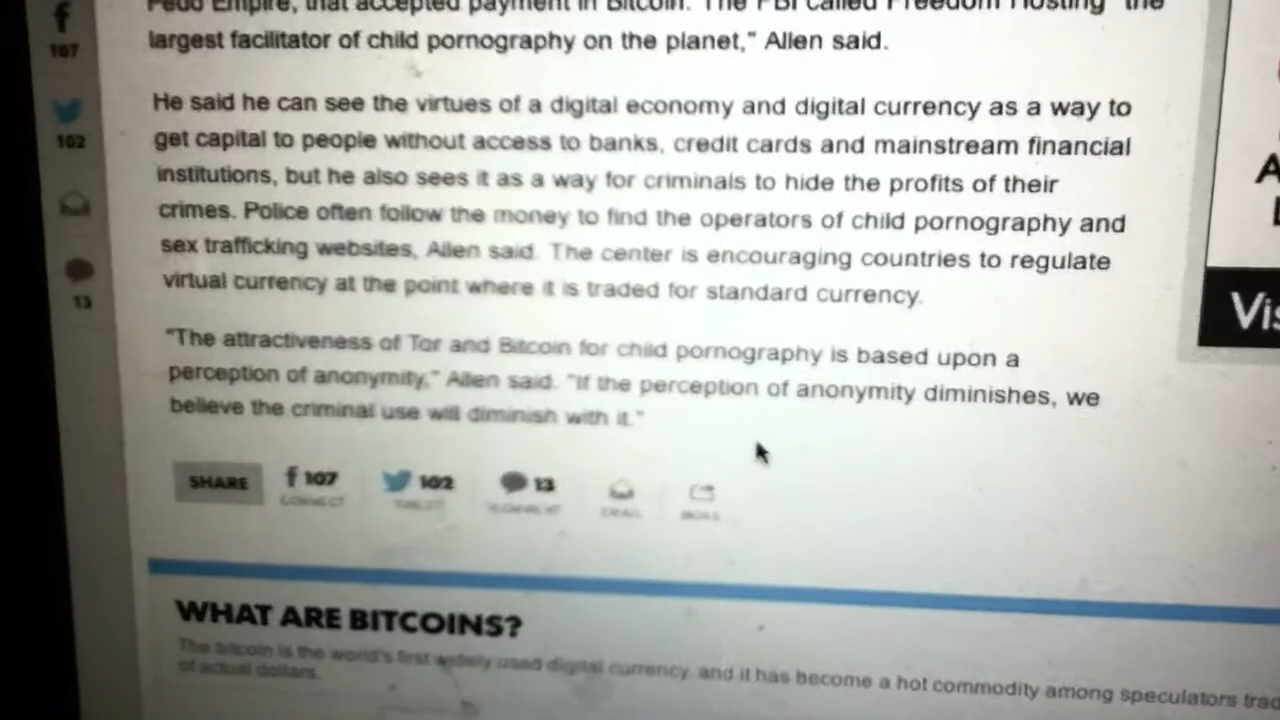 f
107
102
13
Pedo Empire, that accepted payment in Bitcoin. The FBI called Freedom Hosting "the
largest facilitator of child pornography on the planet," Allen said.
He said he can see the virtues of a digital economy and digital currency as a way to
get capital to people without access to banks, credit cards and mainstream financial
institutions, but he also sees it as a way for criminals to hide the profits of their
crimes. Police often follow the money to find the operators of child pornography and
sex trafficking websites, Allen said. The center is encouraging countries to regulate
virtual currency at the point where it is traded for standard currency.
"The attractiveness of Tor and Bitcoin for child pornography is based upon a
perception of anonymity," Allen said. "If the perception of anonymity diminishes, we
believe the criminal use will diminish with it."
SHARE f 107 102 13
CONNECT TWEET COMMENT EMAIL MORE
WHAT ARE BITCOINS?
The bitcoin is the world's first widely used digital currency, and it has become a hot commodity among speculators trad
of actual dollars.
A
Vis